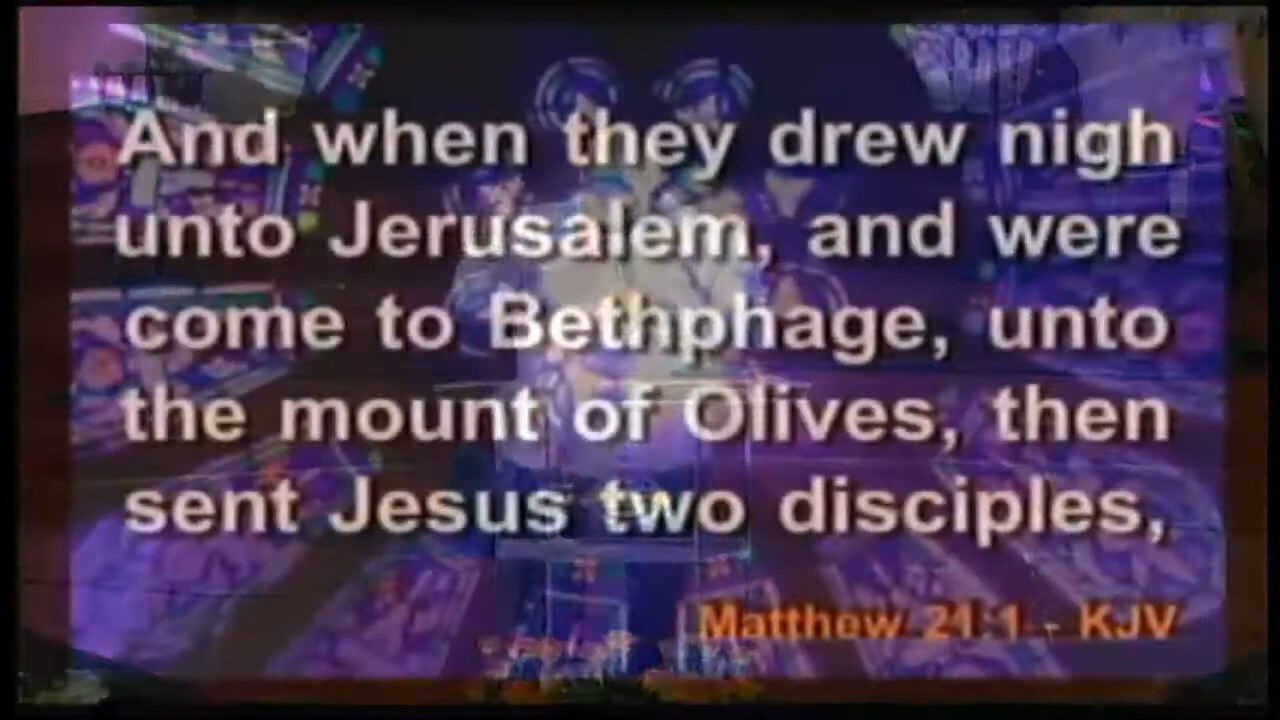 And when they drew nigh
unto Jerusalem, and were
come to Bethphage, unto
the mount of Olives, then
sent Jesus two disciples,
Matthew 21:1 - KJV